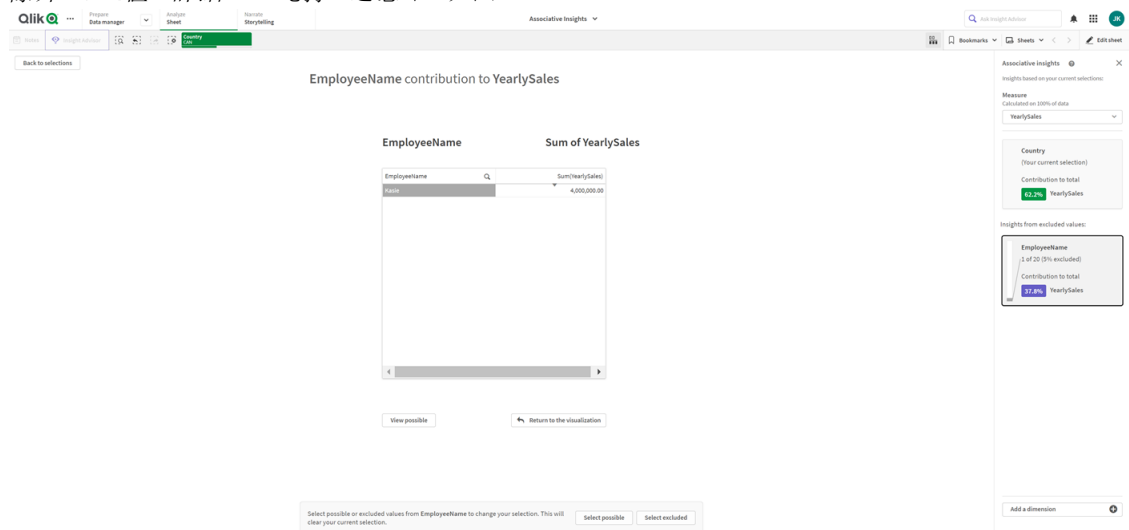 Qlik
Prepare
Data manager
Analyze
Sheet
Narrate
Storytelling
Associative Insights
Ask Insight Advisor
JK
Notes
Insight Advisor
Country
CAN
Bookmarks
Sheets
Edit sheet
Back to selections
EmployeeName contribution to YearlySales
EmployeeName
Sum of YearlySales
EmployeeName
Sum(YearlySales)
Kasie
4,000,000.00
View possible
Return to the visualization
Select possible or excluded values from EmployeeName to change your selection. This will
clear your current selection.
Select possible
Select excluded
Associative insights
Insights based on your current selections:
Measure
Calculated on 100% of data
YearlySales
Country
(Your current selection)
Contribution to total
62.2% YearlySales
Insights from excluded values:
EmployeeName
1 of 20 (5% excluded)
Contribution to total
37.8% YearlySales
Add a dimension